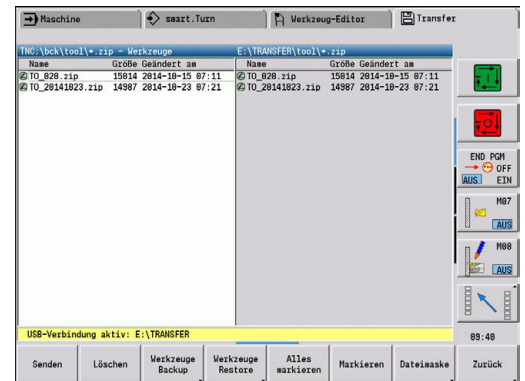 Maschine smart.Turn Werkzeug-Editor Transfer
TNC:\bck\tool\*.zip - Werkzeuge E:\TRANSFER\tool\*.zip
Name Größe Geändert am Name Größe Geändert am
TO_020.zip 15014 2014-10-15 07:11 TO_020.zip 15014 2014-10-15 07:11
TO_20141023.zip 14987 2014-10-23 07:21 TO_20141023.zip 14987 2014-10-23 07:21
END PGM
OFF
AUS EIN
M07
AUS
M08
AUS
USB-Verbindung aktiv: E:\TRANSFER
09:40
Senden Löschen Werkzeuge Backup Werkzeuge Restore Alles markieren Markieren Dateimaske Zurück